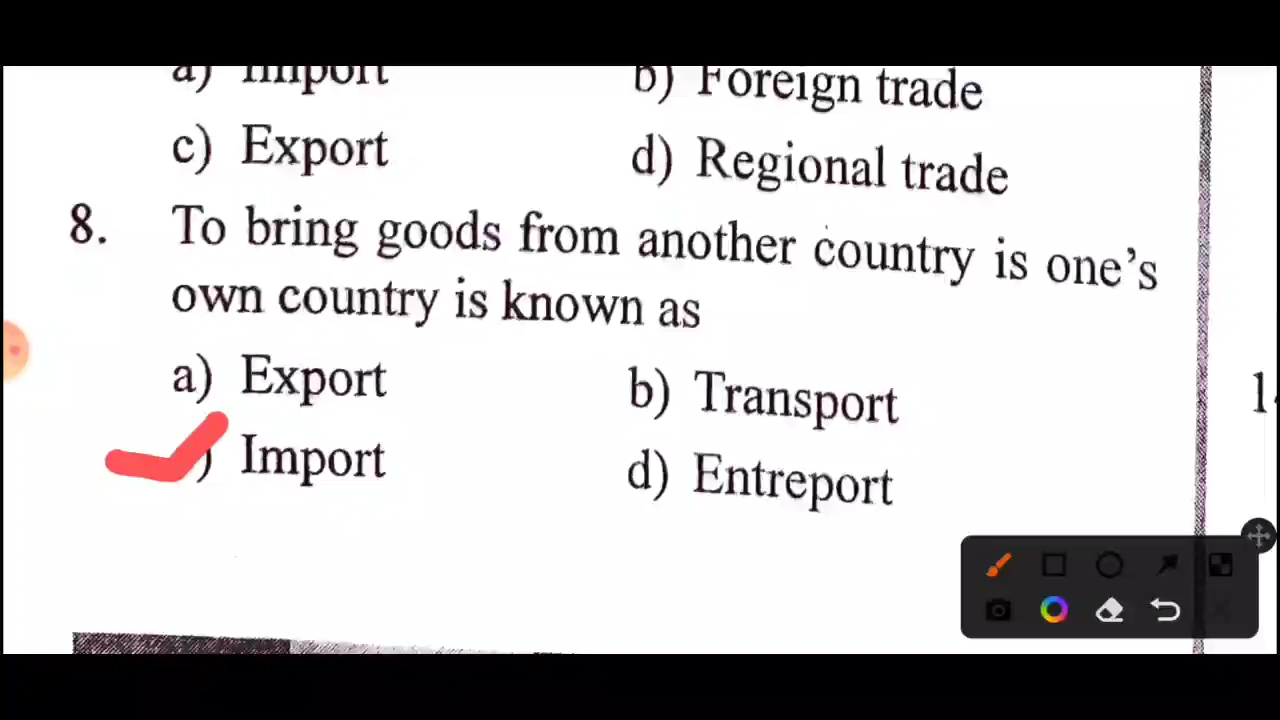 a) Import b) Foreign trade
c) Export d) Regional trade
8. To bring goods from another country is one's
own country is known as
a) Export b) Transport
) Import d) Entreport